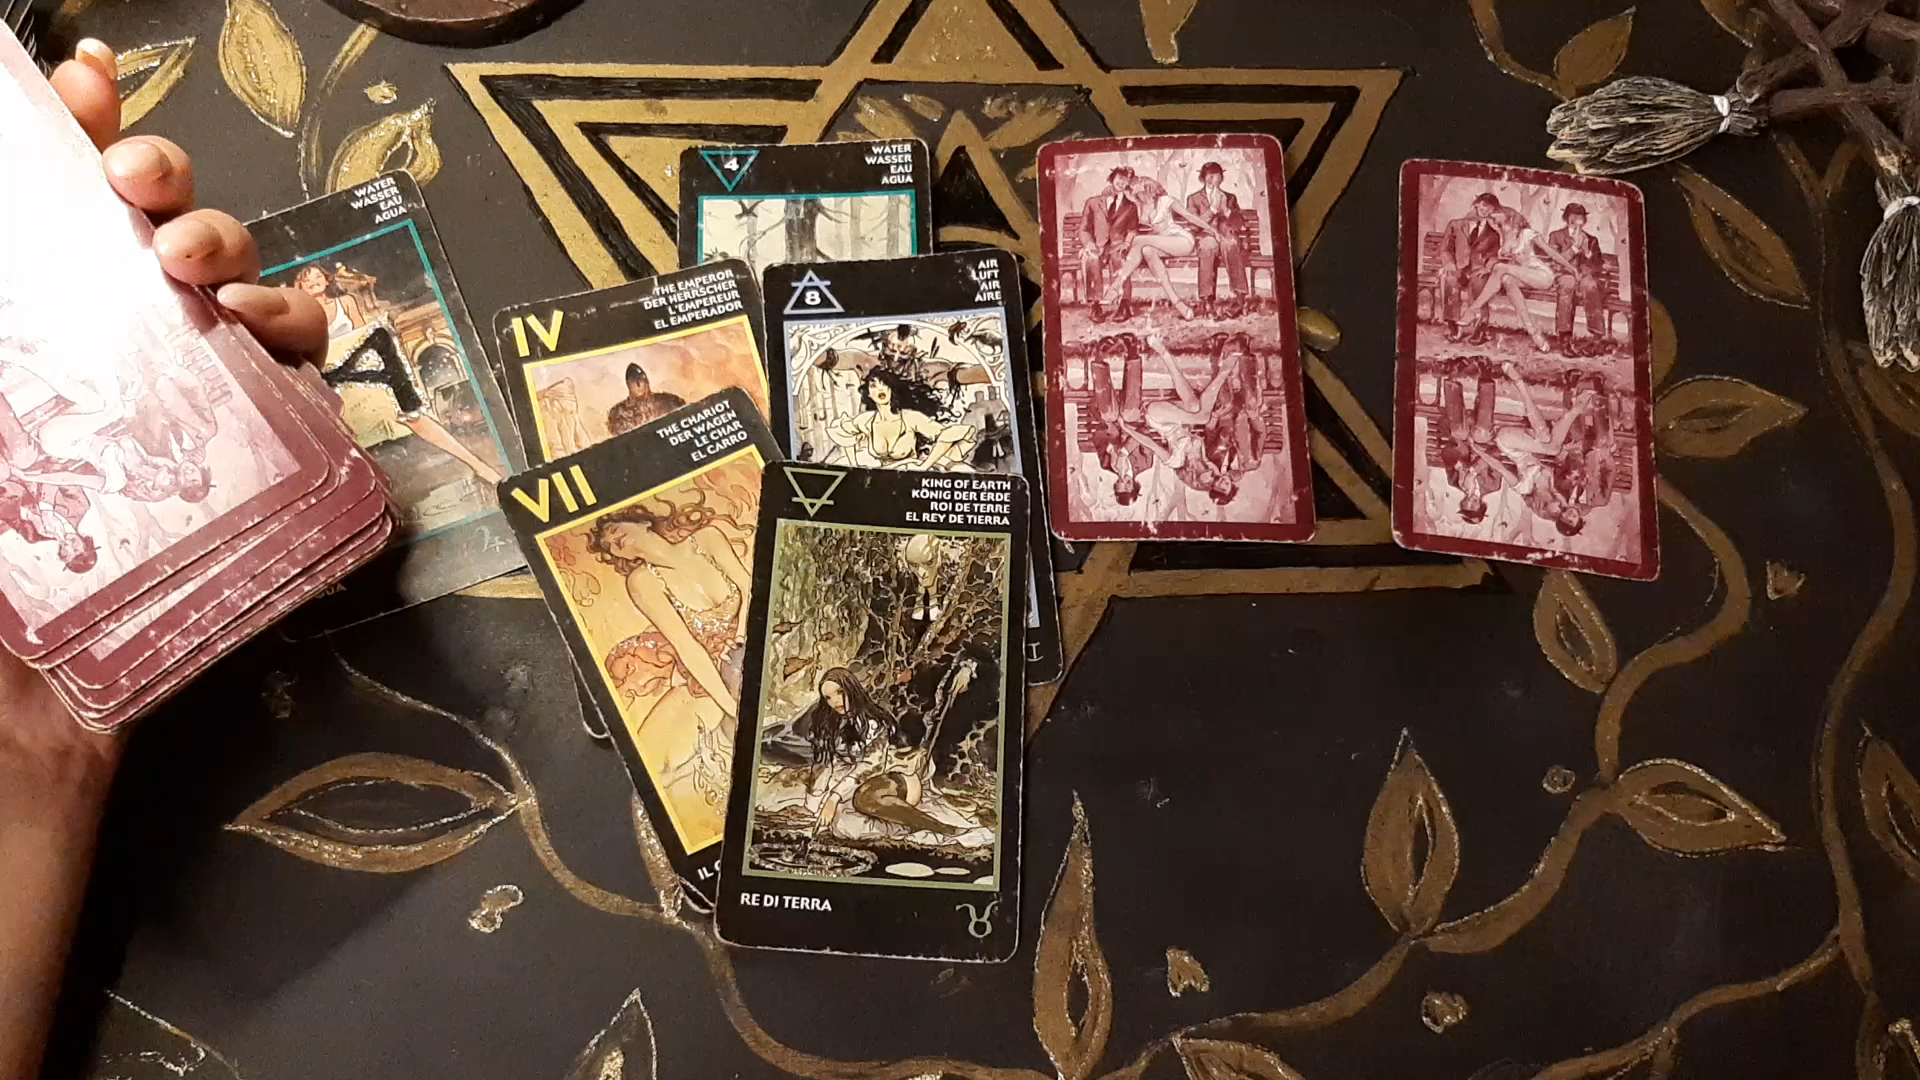 WATER
WASSER
EAU
AGUA
A
4
WATER
WASSER
EAU
AGUA
IV
THE EMPEROR
DER HERRSCHER
L'EMPEREUR
EL EMPERADOR
8
AIR
LUFT
AIR
AIRE
VII
THE CHARIOT
DER WAGEN
LE CHAR
EL CARRO
IL
KING OF EARTH
KÖNIG DER ERDE
ROI DE TERRE
EL REY DE TIERRA
RE DI TERRA